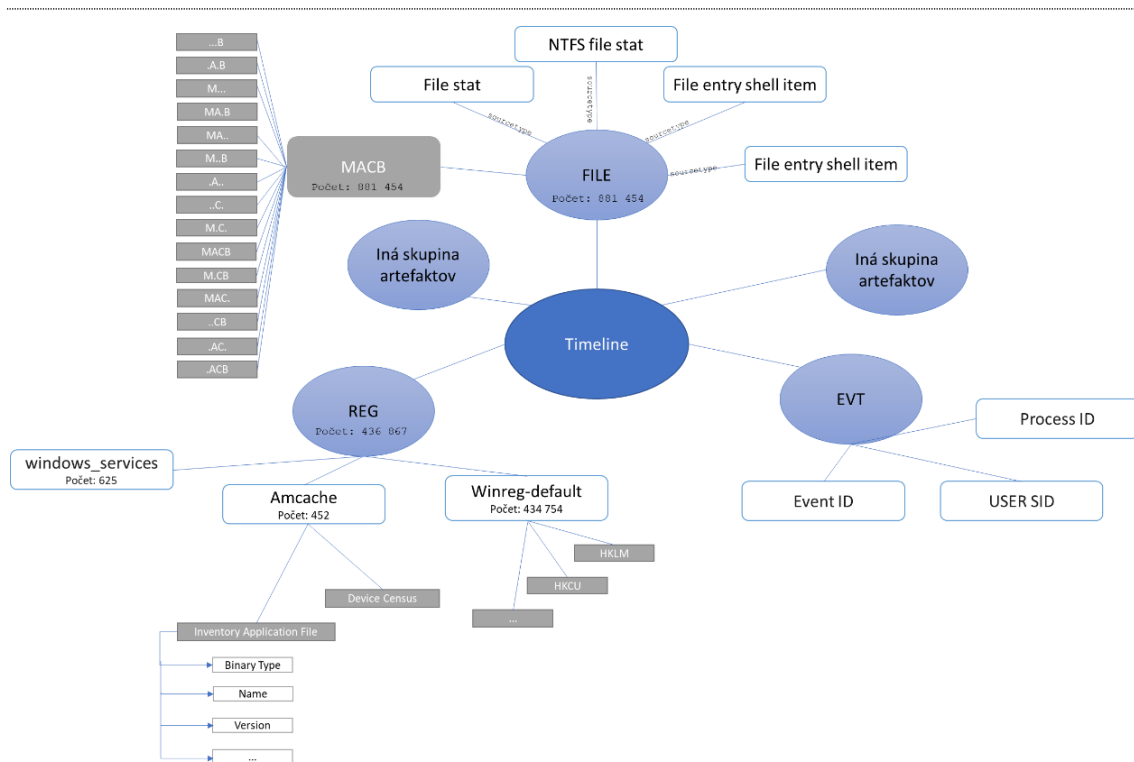 ...B
.A.B
M...
MA.B
MA..
M..B
.A..
..C.
M.C.
MACB
M.CB
MAC.
..CB
.AC.
.ACB
MACB
Počet: 881 454
NTFS file stat
File stat
File entry shell item
File entry shell item
sourcetype
sourcetype
sourcetype
sourcetype
FILE
Počet: 881 454
Iná skupina
artefaktov
Iná skupina
artefaktov
Timeline
REG
Počet: 436 867
EVT
Process ID
Event ID
USER SID
windows_services
Počet: 625
Amcache
Počet: 452
Winreg-default
Počet: 434 754
HKLM
HKCU
...
Device Census
Inventory Application File
Binary Type
Name
Version
...